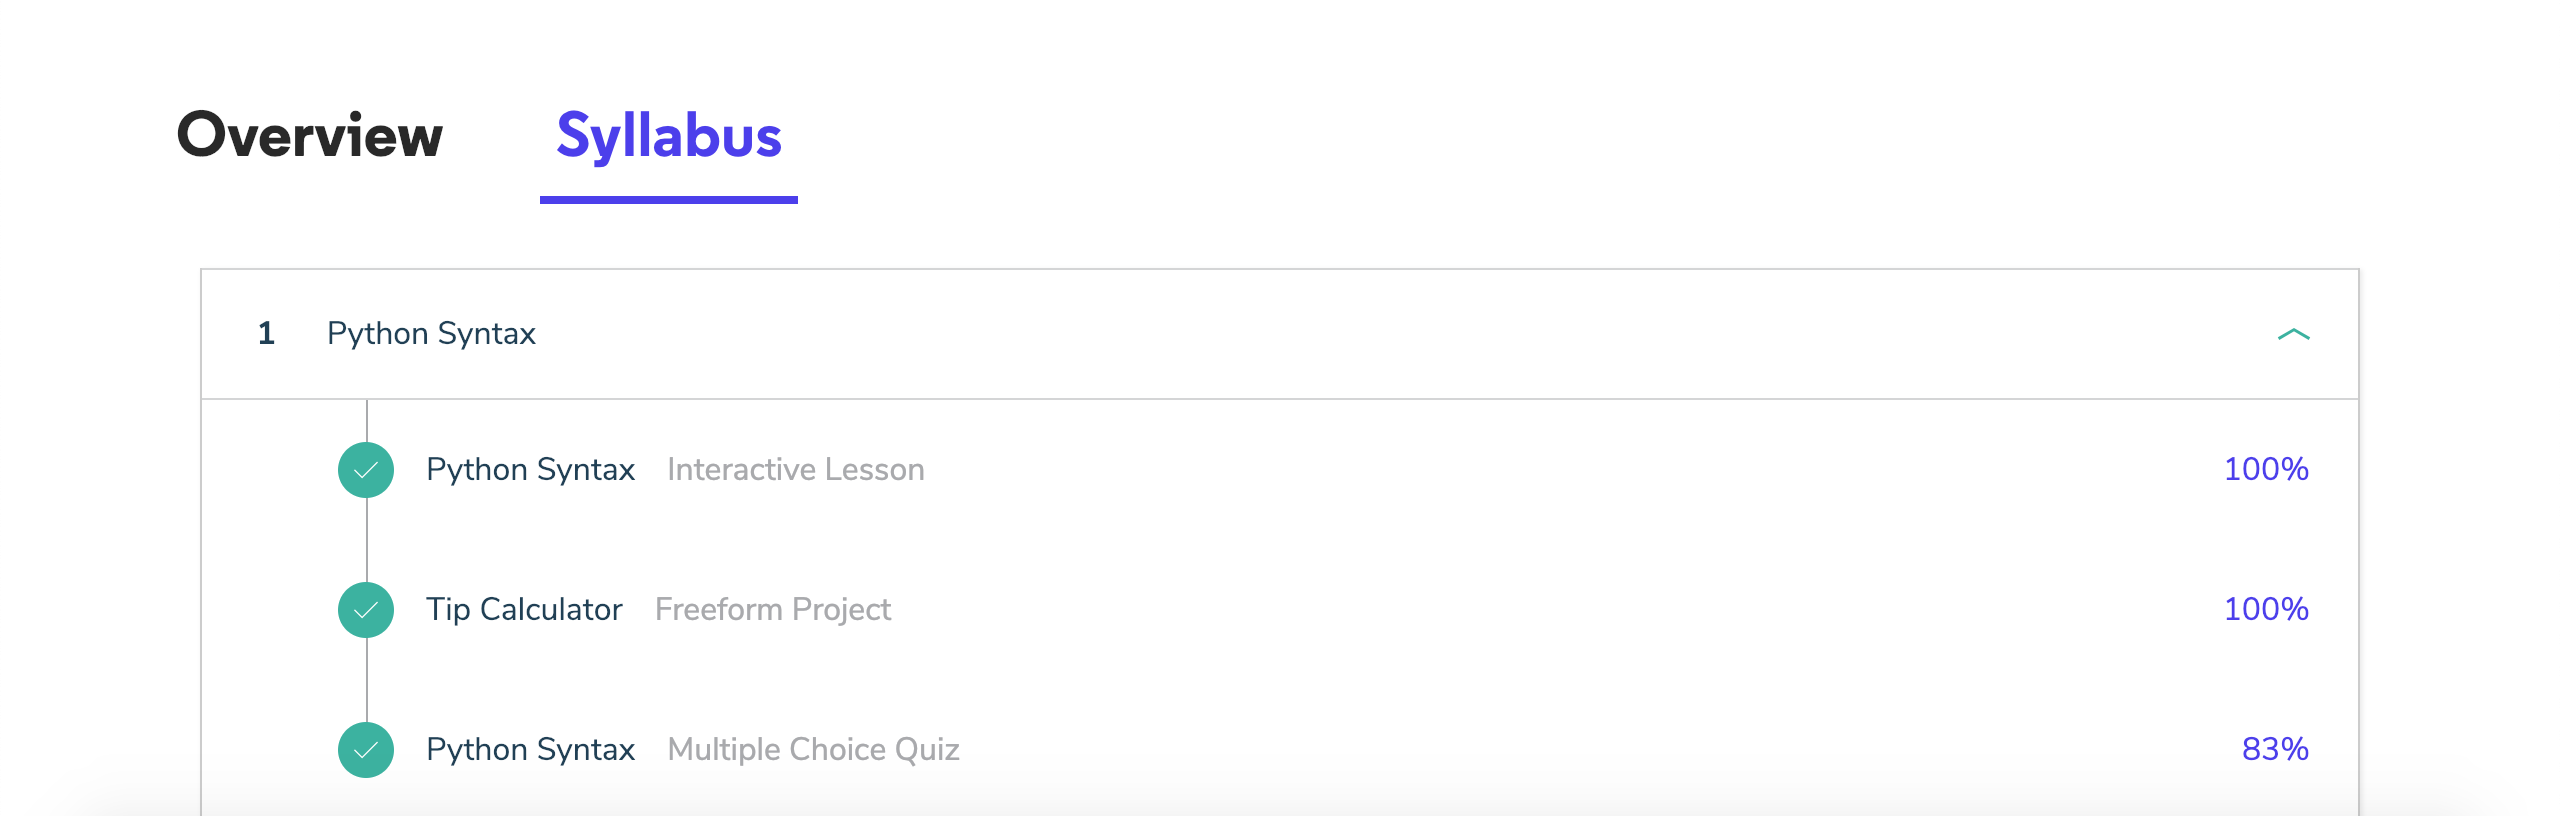 Overview Syllabus
1 Python Syntax
Python Syntax Interactive Lesson 100%
Tip Calculator Freeform Project 100%
Python Syntax Multiple Choice Quiz 83%